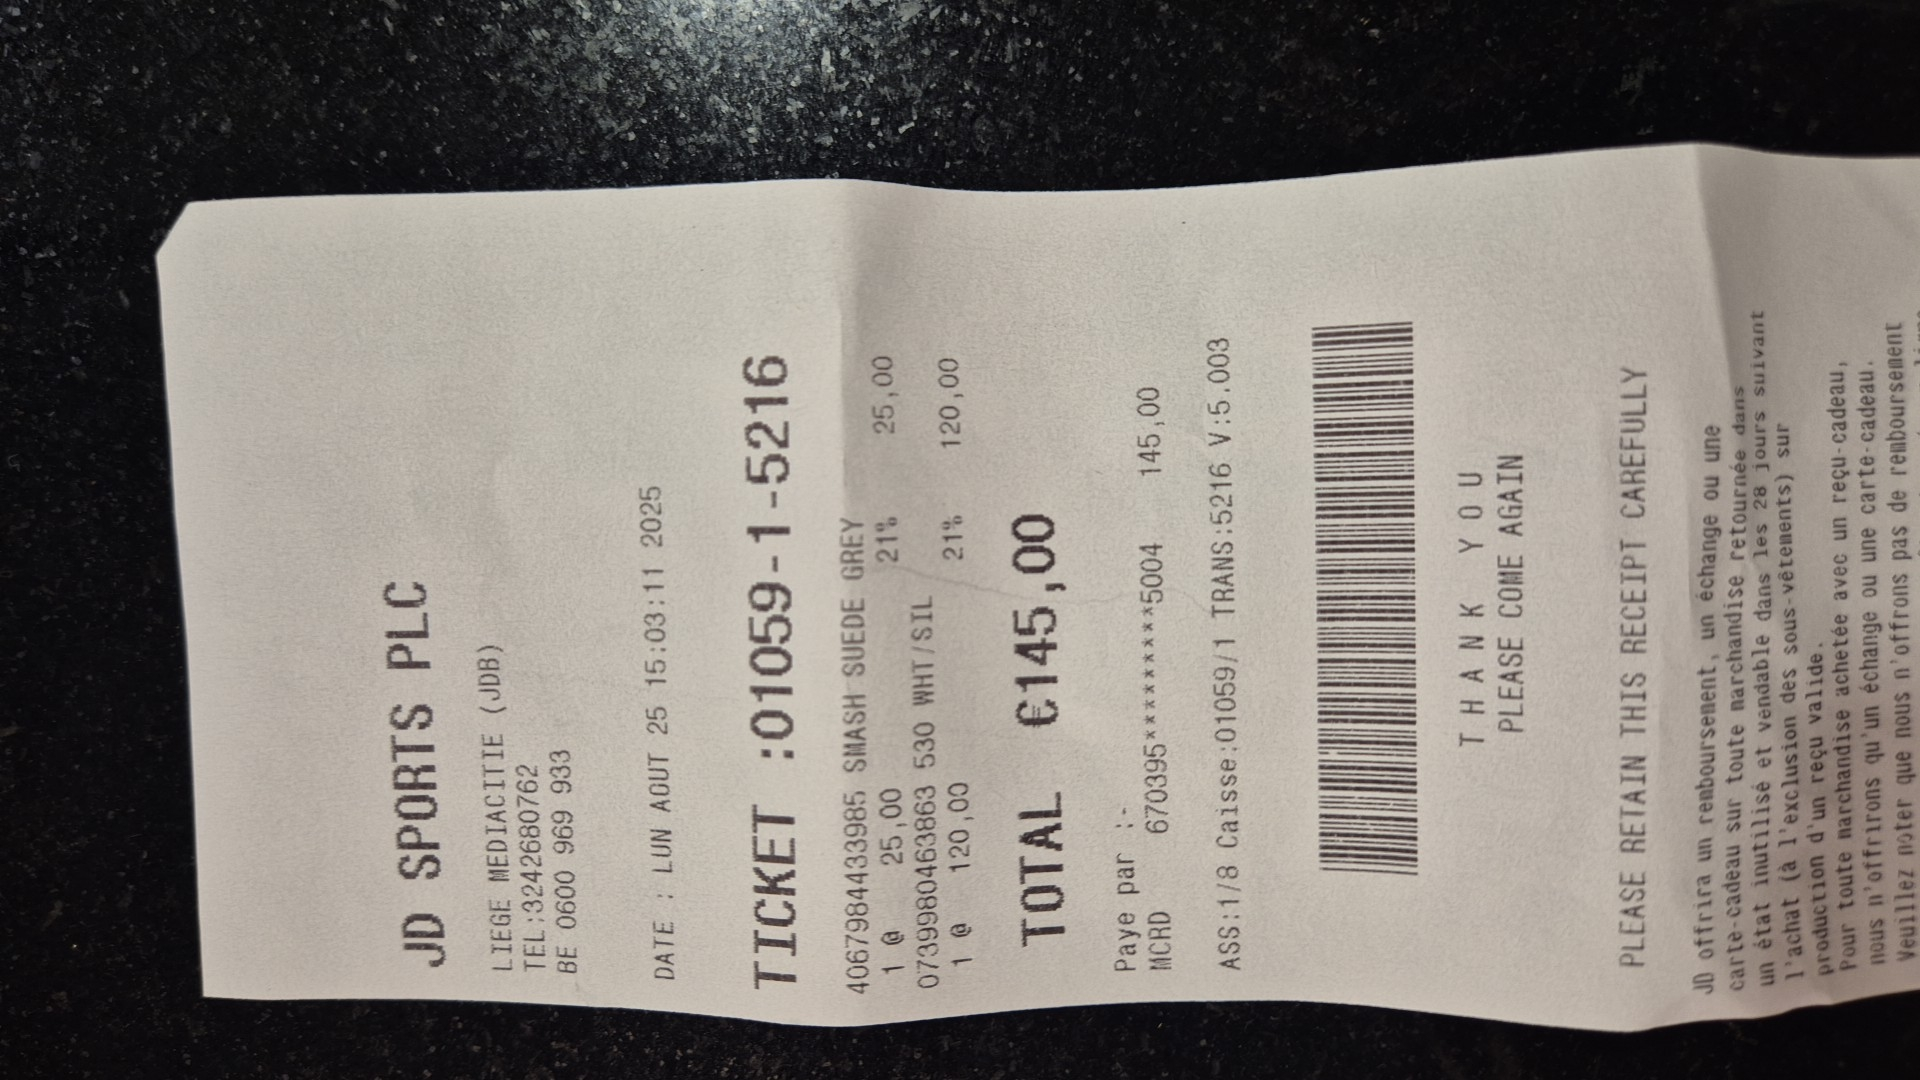 JD SPORTS PLC
LIEGE MEDIACITIE (JDB)
TEL:3242680762
BE 0600 969 933
DATE : LUN AOUT 25 15:03:11 2025
TICKET :01059-1-5216
4067984433985 SMASH SUEDE GREY
1 @ 25,00 21% 25,00
0739980463863 530 WHT/SIL
1 @ 120,00 21% 120,00
TOTAL €145,00
Paye par :-
MCRD 670395*********5004 145,00
ASS:1/8 Caisse:01059/1 TRANS:5216 V:5.003
T H A N K Y O U
PLEASE COME AGAIN
PLEASE RETAIN THIS RECEIPT CAREFULLY
JD offrira un remboursement, un échange ou une
carte-cadeau sur toute marchandise retournée dans
un état inutilisé et vendable dans les 28 jours suivant
l'achat (à l'exclusion des sous-vêtements) sur
production d'un reçu valide.
Pour toute marchandise achetée avec un reçu-cadeau,
nous n'offrirons qu'un échange ou une carte-cadeau.
Veuillez noter que nous n'offrons pas de remboursement